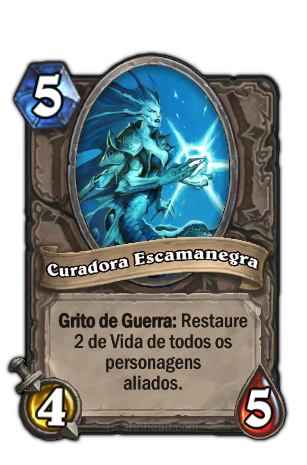 5
Curadora Escamanegra
Grito de Guerra: Restaure
2 de Vida de todos os
personagens
aliados.
4
5